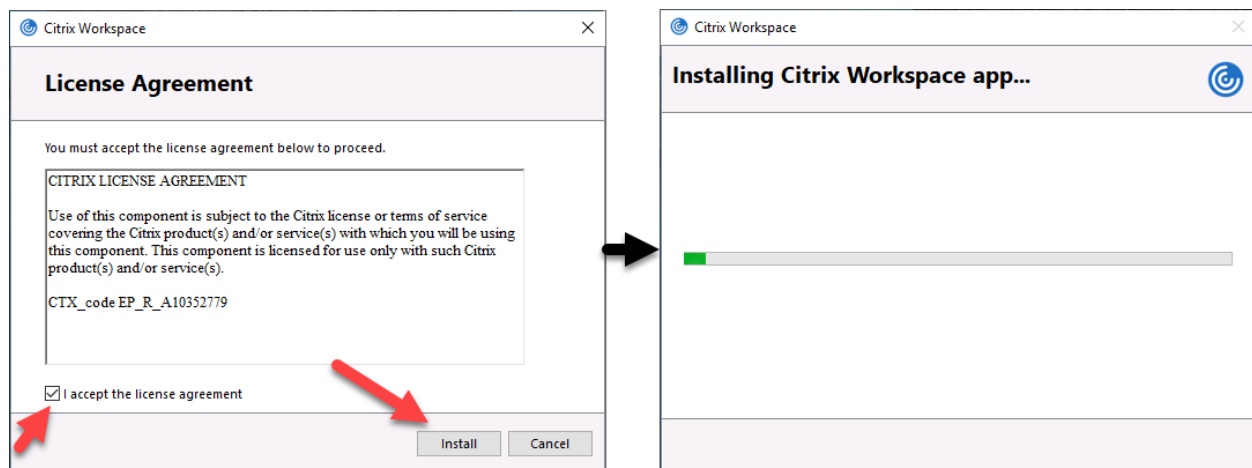 Citrix Workspace
License Agreement
You must accept the license agreement below to proceed.
CITRIX LICENSE AGREEMENT
Use of this component is subject to the Citrix license or terms of service
covering the Citrix product(s) and/or service(s) with which you will be using
this component. This component is licensed for use only with such Citrix
product(s) and/or service(s).
CTX_code EP_R_A10352779
I accept the license agreement
Install
Cancel
Citrix Workspace
Installing Citrix Workspace app...